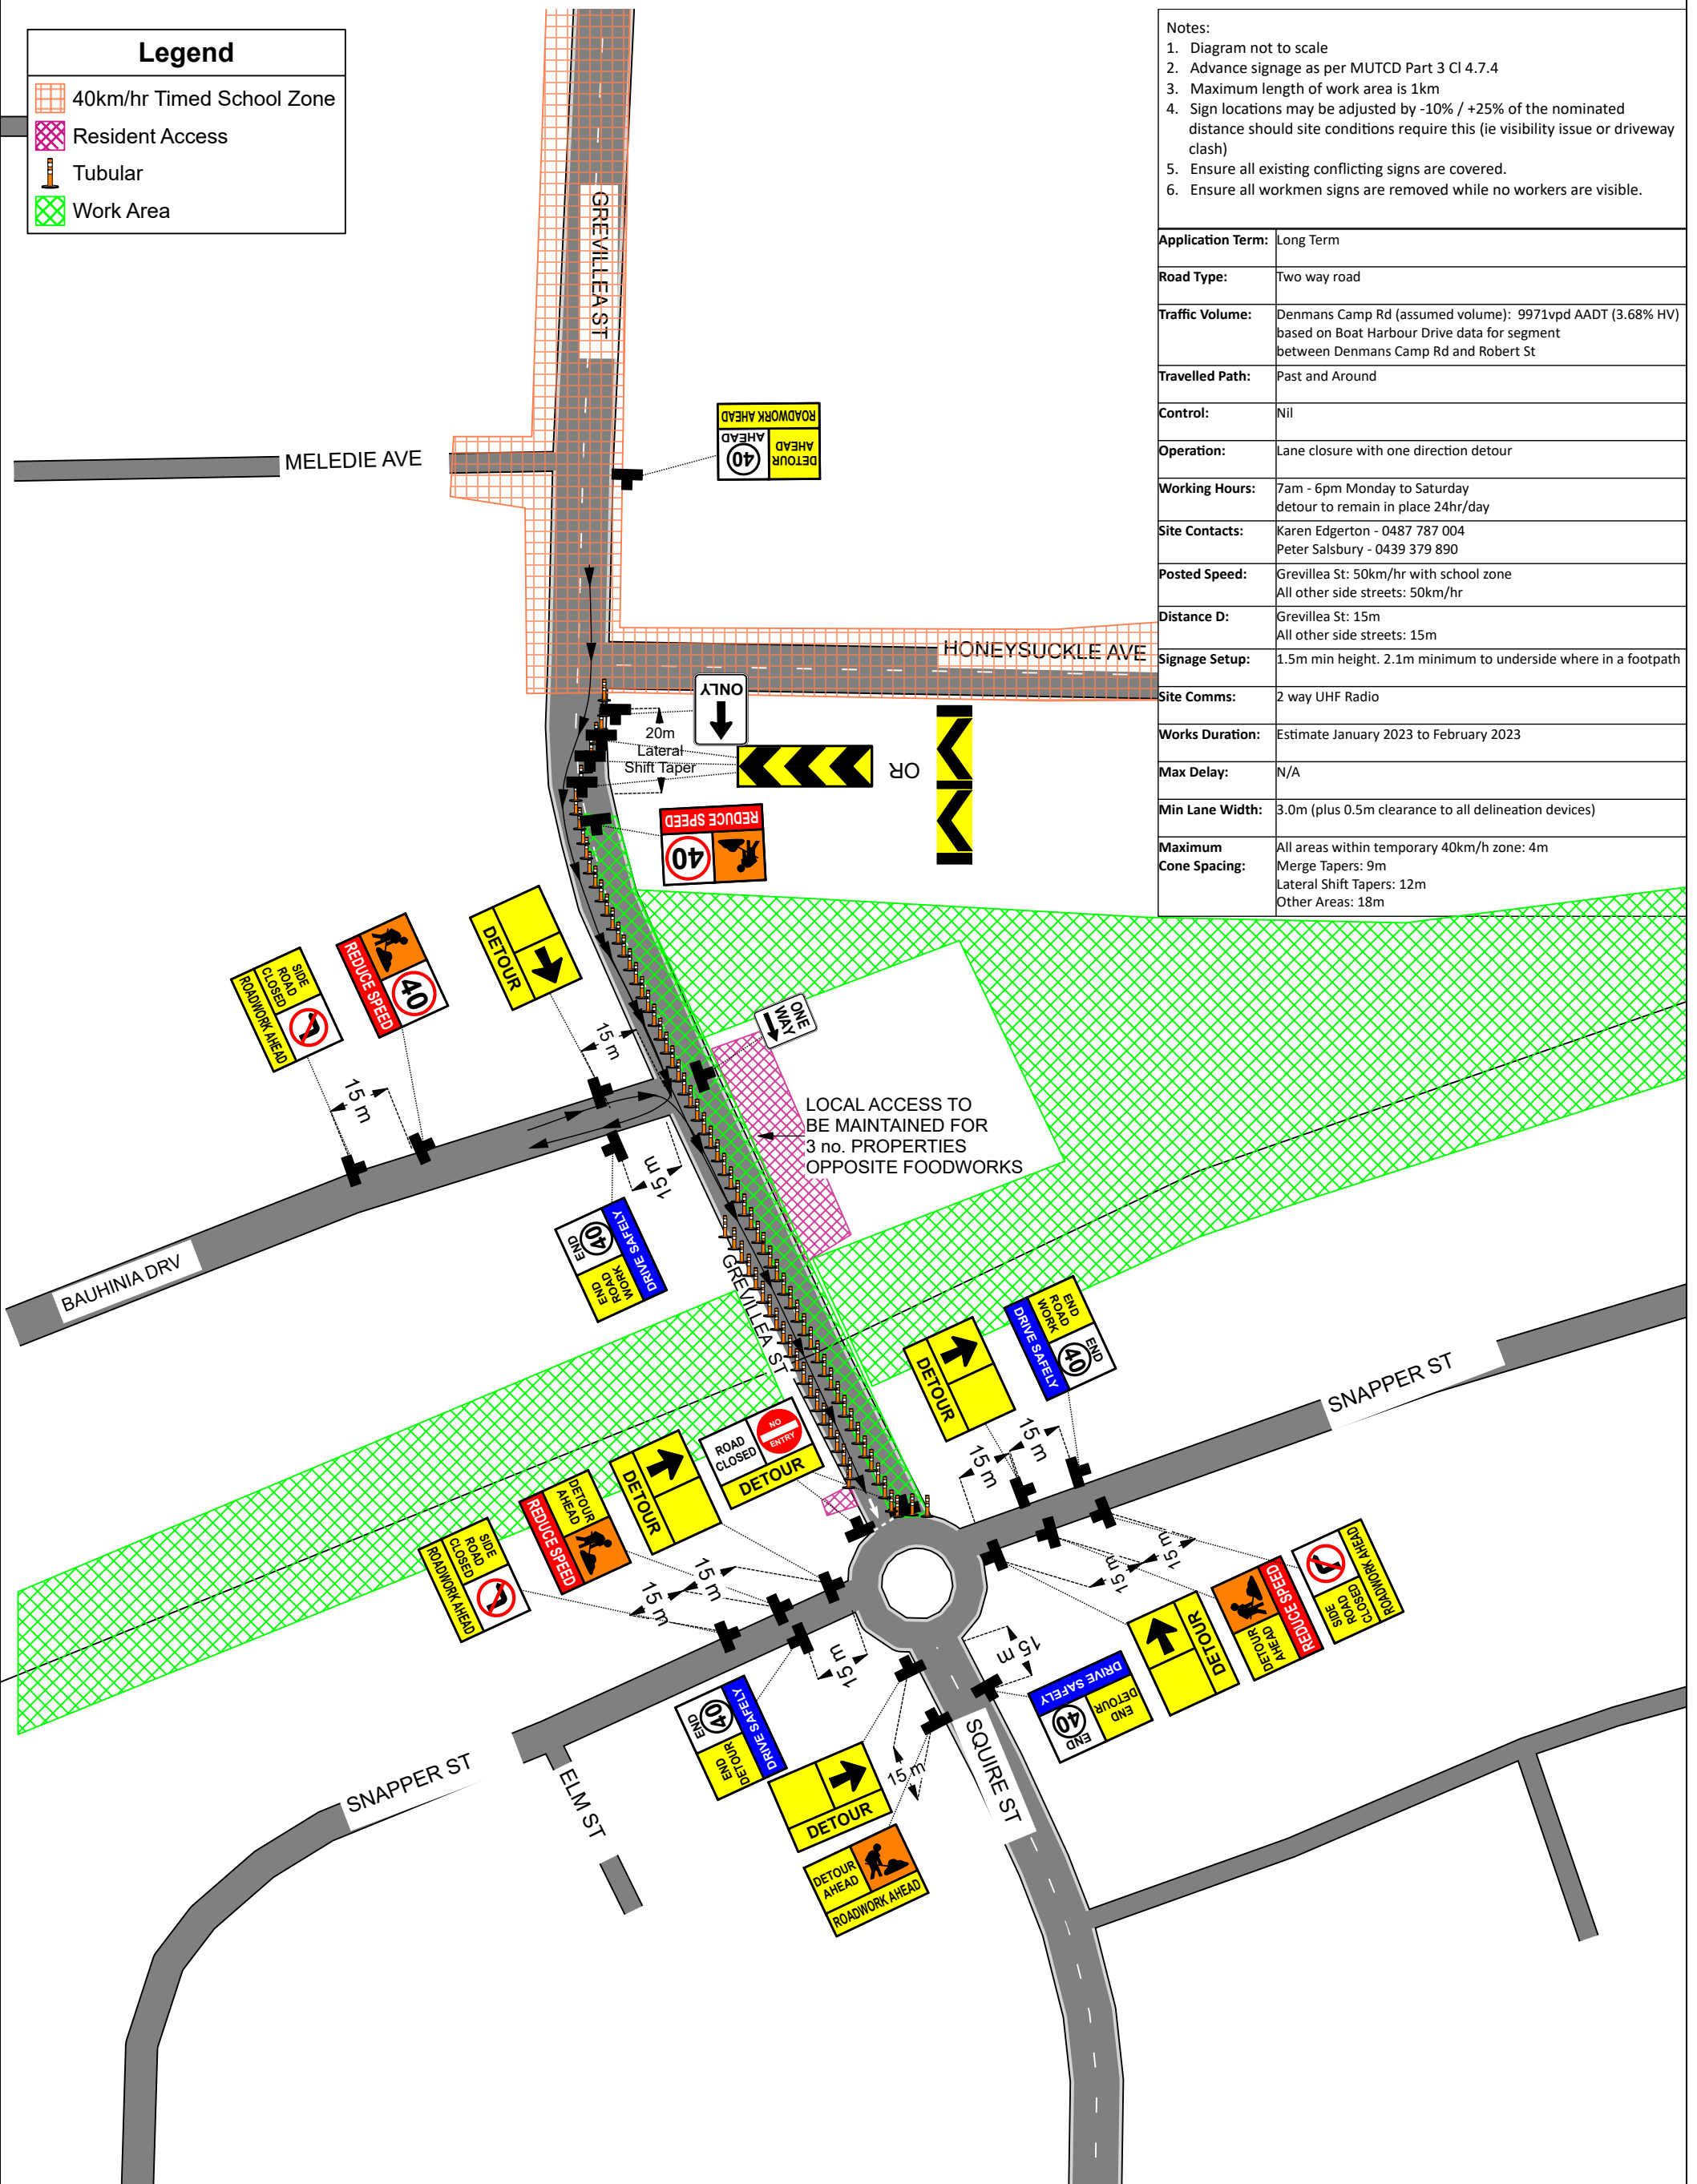 Legend
40km/hr Timed School Zone
Resident Access
Tubular
Work Area
Notes:
1. Diagram not to scale
2. Advance signage as per MUTCD Part 3 Cl 4.7.4
3. Maximum length of work area is 1km
4. Sign locations may be adjusted by -10% / +25% of the nominated
distance should site conditions require this (ie visibility issue or driveway
clash)
5. Ensure all existing conflicting signs are covered.
6. Ensure all workmen signs are removed while no workers are visible.
Application Term: Long Term
Road Type: Two way road
Traffic Volume: Denmans Camp Rd (assumed volume): 9971vpd AADT (3.68% HV)
based on Boat Harbour Drive data for segment
between Denmans Camp Rd and Robert St
Travelled Path: Past and Around
Control: Nil
Operation: Lane closure with one direction detour
Working Hours: 7am - 6pm Monday to Saturday
detour to remain in place 24hr/day
Site Contacts: Karen Edgerton - 0487 787 004
Peter Salsbury - 0439 379 890
Posted Speed: Grevillea St: 50km/hr with school zone
All other side streets: 50km/hr
Distance D: Grevillea St: 15m
All other side streets: 15m
Signage Setup: 1.5m min height. 2.1m minimum to underside where in a footpath
Site Comms: 2 way UHF Radio
Works Duration: Estimate January 2023 to February 2023
Max Delay: N/A
Min Lane Width: 3.0m (plus 0.5m clearance to all delineation devices)
Maximum
Cone Spacing: All areas within temporary 40km/h zone: 4m
Merge Tapers: 9m
Lateral Shift Tapers: 12m
Other Areas: 18m
GREVILLEA ST
MELEDIE AVE
ROADWORK AHEAD
40
AHEAD
DETOUR
AHEAD
HONEYSUCKLE AVE
ONLY
20m
Lateral
Shift Taper
OR
REDUCE SPEED
40
DETOUR
REDUCE SPEED
40
SIDE
ROAD
CLOSED
ROADWORK AHEAD
15 m
15 m
15 m
ONE
WAY
LOCAL ACCESS TO
BE MAINTAINED FOR
3 no. PROPERTIES
OPPOSITE FOODWORKS
BAUHINIA DRV
END
40
END
ROAD
WORK
DRIVE SAFELY
GREVILLEA ST
DETOUR
END
ROAD
WORK
END
40
DRIVE SAFELY
SNAPPER ST
15 m
15 m
ROAD
CLOSED
NO
ENTRY
DETOUR
DETOUR
DETOUR
AHEAD
REDUCE SPEED
SIDE
ROAD
CLOSED
ROADWORK AHEAD
15 m
15 m
15 m
15 m
15 m
SIDE
ROAD
CLOSED
ROADWORK AHEAD
DETOUR
AHEAD
REDUCE SPEED
DETOUR
15 m
DRIVE SAFELY
END
40
END
DETOUR
END
40
END
DETOUR
DRIVE SAFELY
DETOUR
15 m
DETOUR
AHEAD
ROADWORK AHEAD
SQUIRE ST
SNAPPER ST
ELM ST